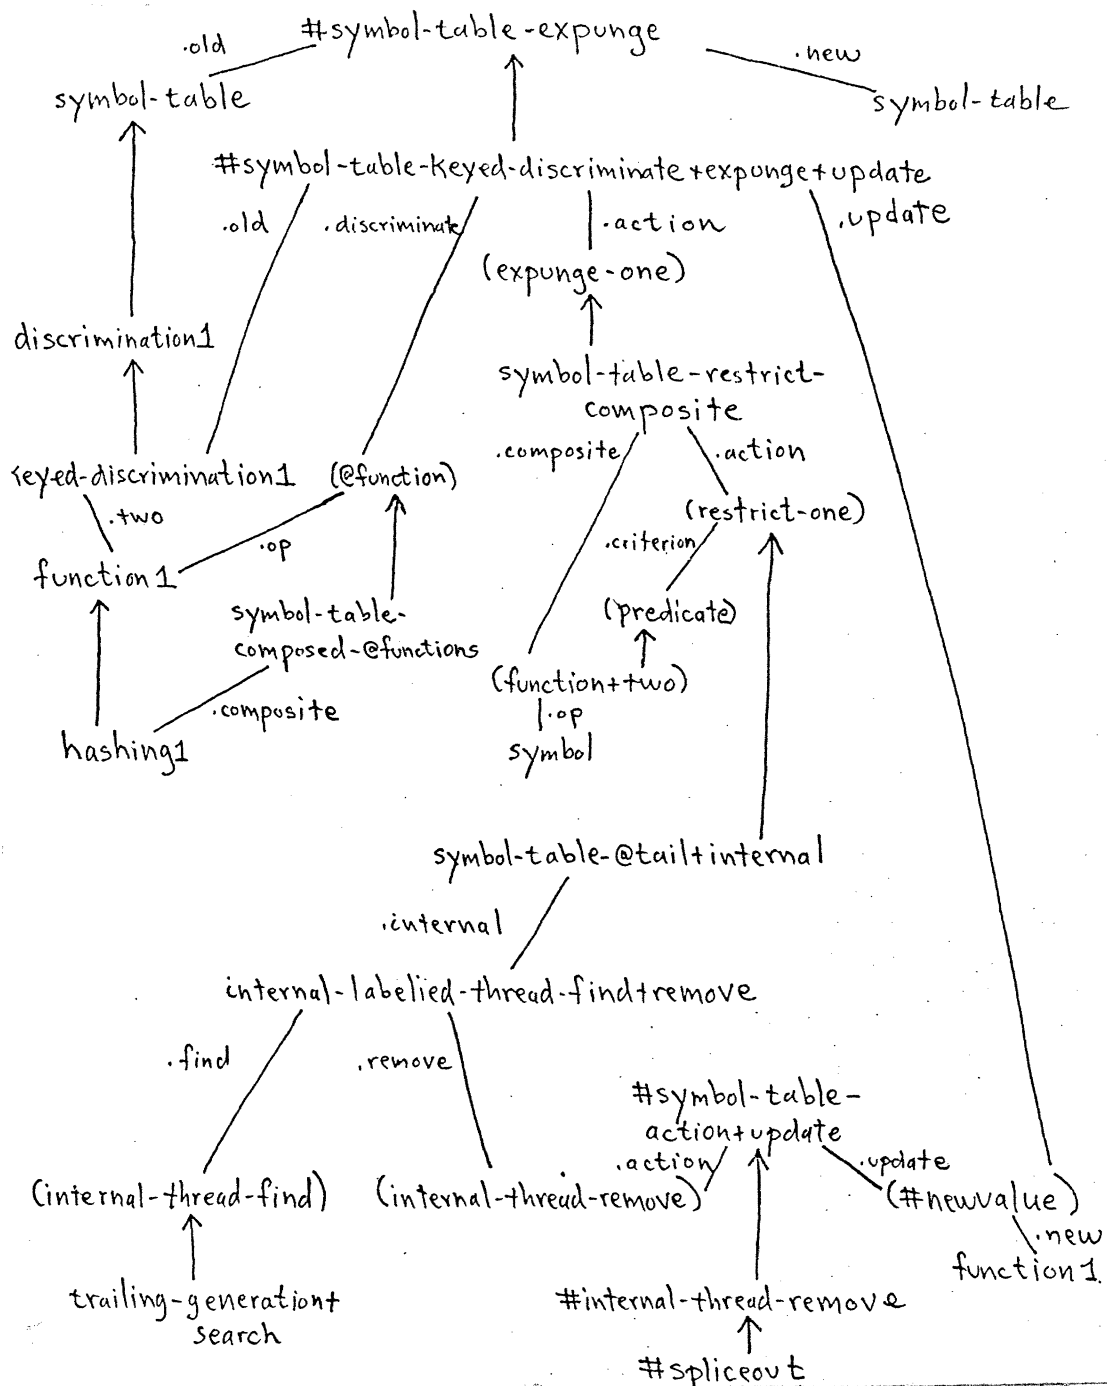 #symbol-table-expunge
.old
.new
symbol-table
symbol-table
#symbol-table-keyed-discriminate+expunge+update
.old
.discriminate
.action
.update
(expunge-one)
discrimination1
symbol-table-restrict-
composite
.composite
.action
keyed-discrimination1
(@function)
(restrict-one)
.two
.op
.criterion
function1
(predicate)
symbol-table-
composed-@functions
(function+two)
.composite
.op
hashing1
symbol
symbol-table-@tail+internal
.internal
internal-labelled-thread-find+remove
.find
.remove
#symbol-table-
action+update
.action
.update
(internal-thread-find)
(internal-thread-remove)
(#newvalue)
.new
function1.
trailing-generation+
search
#internal-thread-remove
#spliceout